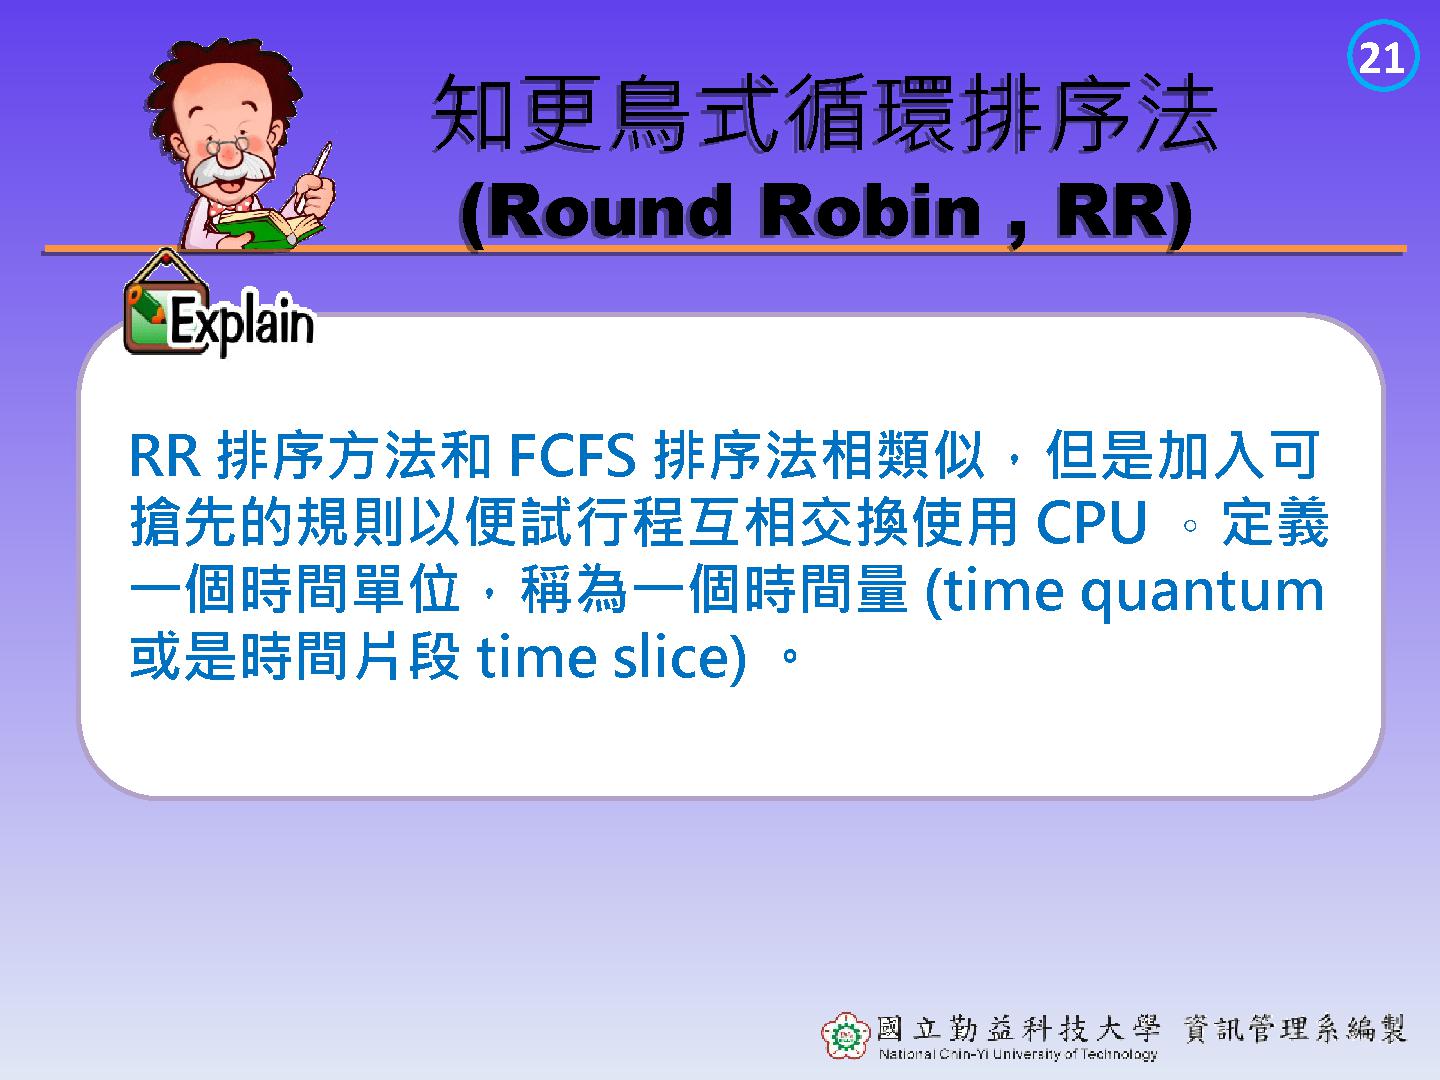 21
知更鳥式循環排序法
(Round Robin , RR)
Explain
RR 排序方法和 FCFS 排序法相類似，但是加入可
搶先的規則以便試行程互相交換使用 CPU 。定義
一個時間單位，稱為一個時間量 (time quantum
或是時間片段 time slice) 。
國立勤益科技大學 資訊管理系編製
National Chin-Yi University of Technology